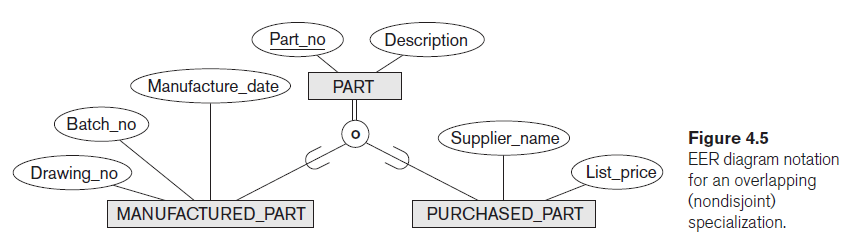 Part_no
Description
Manufacture_date
PART
Batch_no
o
Supplier_name
Drawing_no
List_price
MANUFACTURED_PART
PURCHASED_PART
Figure 4.5
EER diagram notation
for an overlapping
(nondisjoint)
specialization.